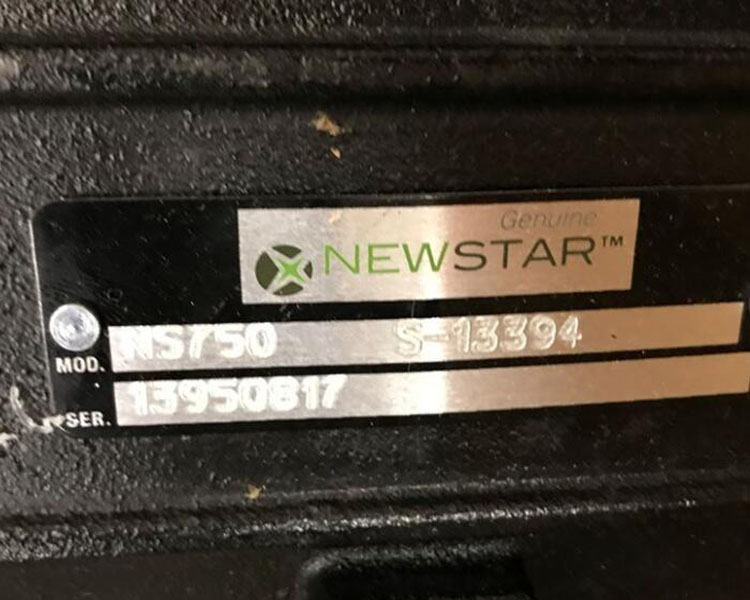 Genuine
NEWSTAR™
MOD. NS750 S-13394
SER. 13950817